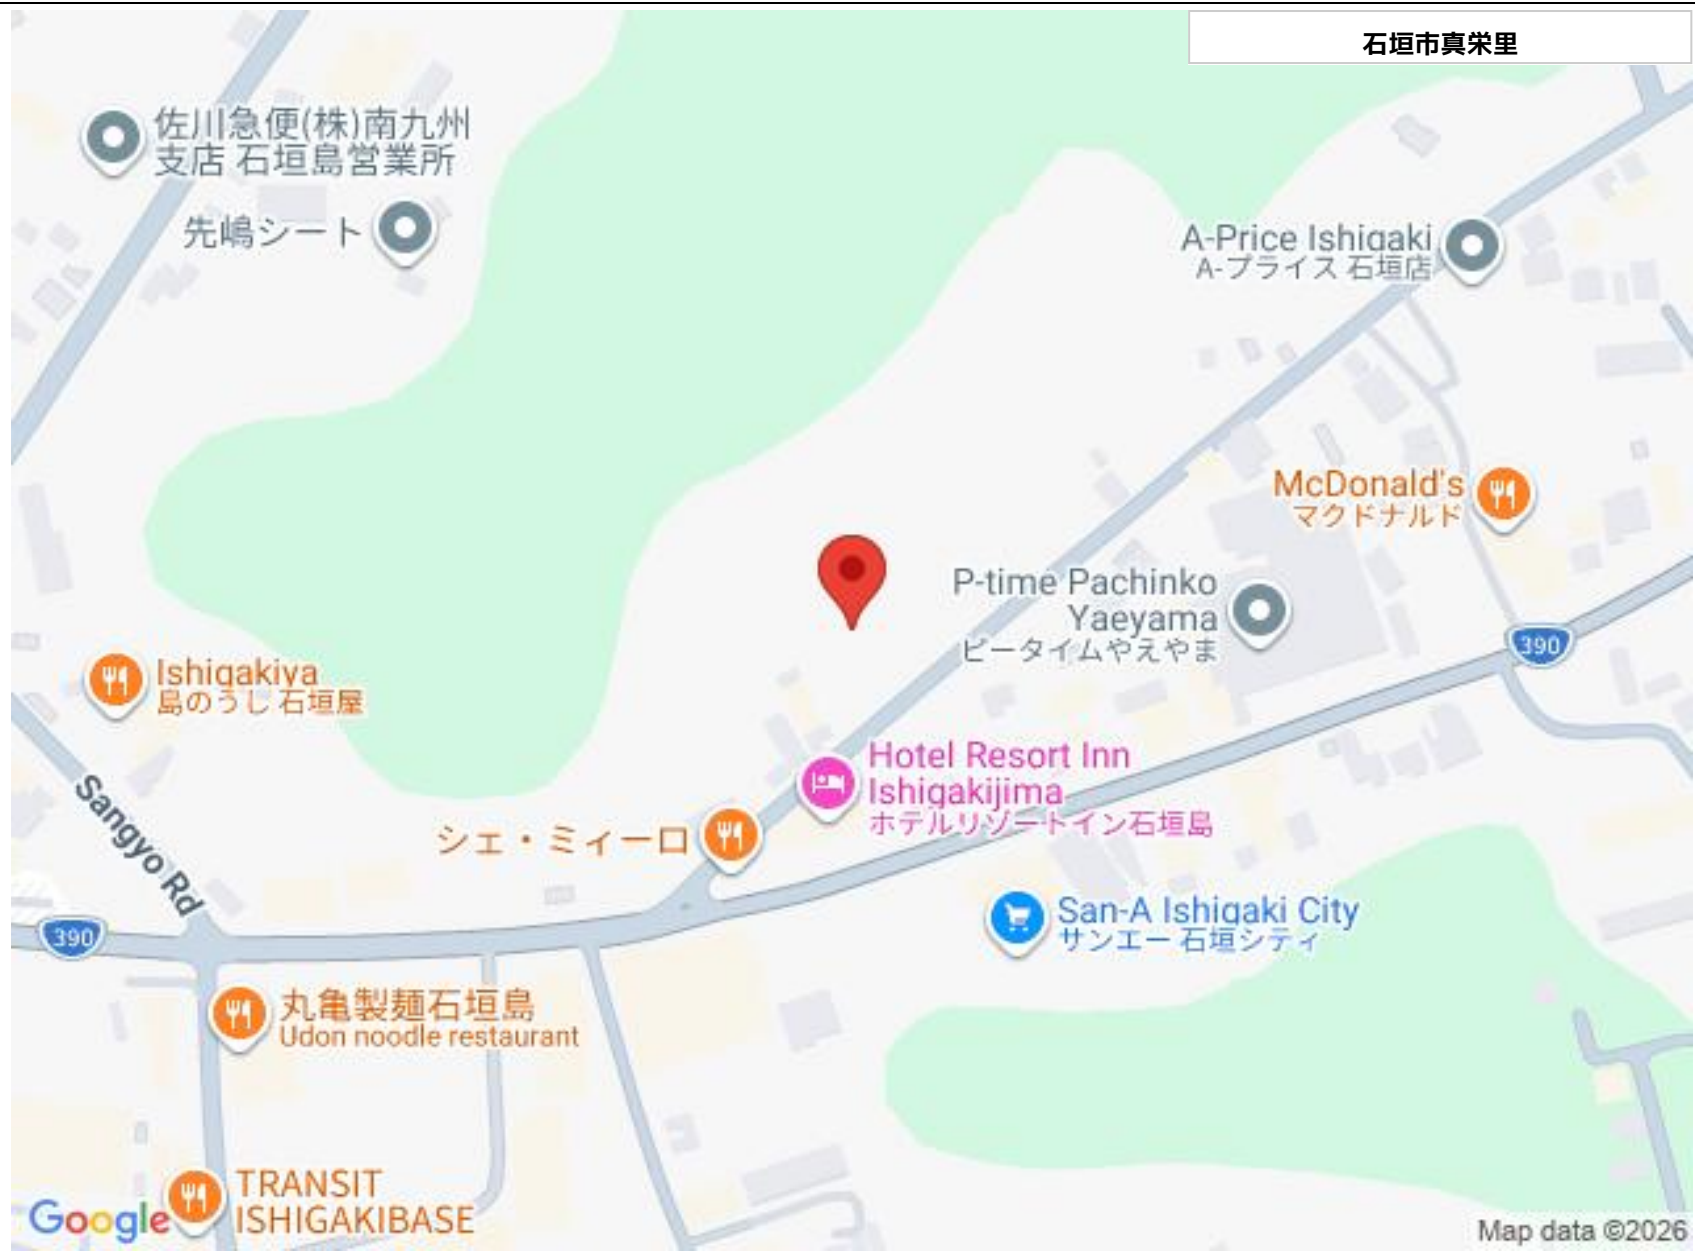 石垣市真栄里
佐川急便(株)南九州
支店 石垣島営業所
先嶋シート
A-Price Ishigaki
A-プライス 石垣店
McDonald's
マクドナルド
P-time Pachinko
Yaeyama
ピータイムやえやま
390
Ishigakiya
島のうし 石垣屋
Hotel Resort Inn
Ishigakijima
ホテルリゾートイン石垣島
シェ・ミィーロ
Sangyo Rd
San-A Ishigaki City
サンエー 石垣シティ
390
丸亀製麺石垣島
Udon noodle restaurant
TRANSIT
ISHIGAKIBASE
Google
Map data ©2026